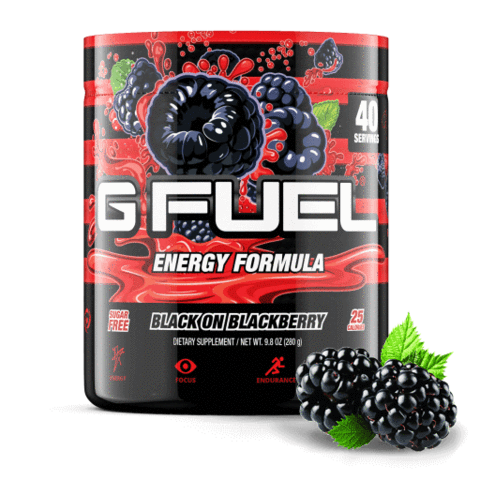 40
SERVINGS
G FUEL
ENERGY FORMULA
SUGAR
FREE
BLACK ON BLACKBERRY
25
CALORIES
DIETARY SUPPLEMENT / NET WT. 9.8 OZ (280 g)
FOCUS
ENDURANCE